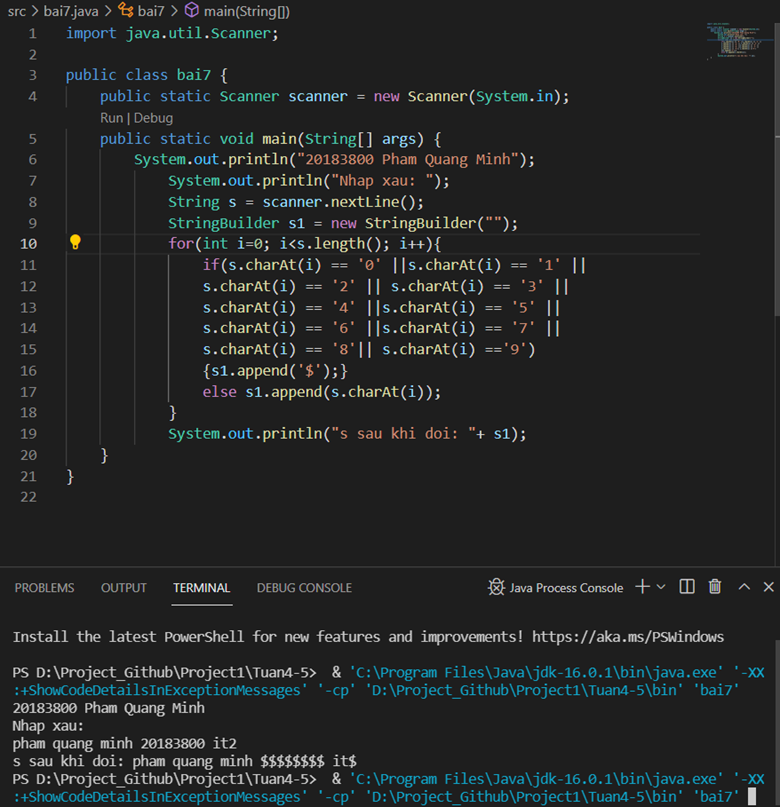 src > bai7.java > bai7 > main(String[])
1 import java.util.Scanner;
2
3 public class bai7 {
4 public static Scanner scanner = new Scanner(System.in);
Run | Debug
5 public static void main(String[] args) {
6 System.out.println("20183800 Pham Quang Minh");
7 System.out.println("Nhap xau: ");
8 String s = scanner.nextLine();
9 StringBuilder s1 = new StringBuilder("");
10 for(int i=0; i<s.length(); i++){
11 if(s.charAt(i) == '0' ||s.charAt(i) == '1' ||
12 s.charAt(i) == '2' || s.charAt(i) == '3' ||
13 s.charAt(i) == '4' ||s.charAt(i) == '5' ||
14 s.charAt(i) == '6' ||s.charAt(i) == '7' ||
15 s.charAt(i) == '8'|| s.charAt(i) =='9')
16 {s1.append('$');}
17 else s1.append(s.charAt(i));
18 }
19 System.out.println("s sau khi doi: "+ s1);
20 }
21 }
22
PROBLEMS OUTPUT TERMINAL DEBUG CONSOLE Java Process Console
Install the latest PowerShell for new features and improvements! https://aka.ms/PSWindows
PS D:\Project_Github\Project1\Tuan4-5> & 'C:\Program Files\Java\jdk-16.0.1\bin\java.exe' '-XX
:+ShowCodeDetailsInExceptionMessages' '-cp' 'D:\Project_Github\Project1\Tuan4-5\bin' 'bai7'
20183800 Pham Quang Minh
Nhap xau:
pham quang minh 20183800 it2
s sau khi doi: pham quang minh $$$$$$$$ it$
PS D:\Project_Github\Project1\Tuan4-5> & 'C:\Program Files\Java\jdk-16.0.1\bin\java.exe' '-XX
:+ShowCodeDetailsInExceptionMessages' '-cp' 'D:\Project_Github\Project1\Tuan4-5\bin' 'bai7'